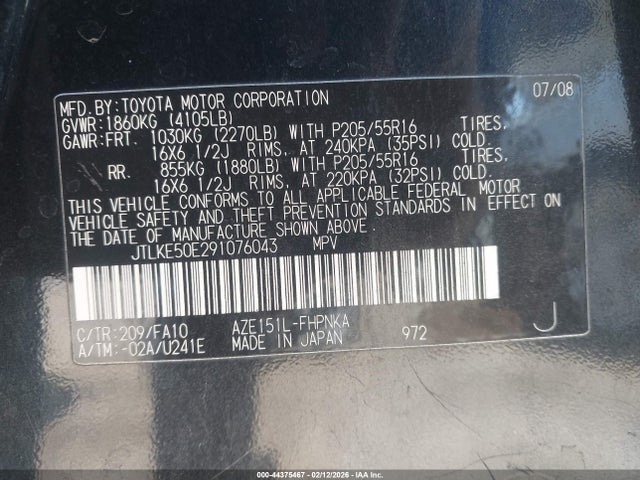 MFD.BY:TOYOTA MOTOR CORPORATION 07/08
GVWR:1860KG (4105LB)
GAWR:FRT. 1030KG (2270LB) WITH P205/55R16 TIRES,
16X6 1/2J RIMS, AT 240KPA (35PSI) COLD.
RR. 855KG (1880LB) WITH P205/55R16 TIRES,
16X6 1/2J RIMS, AT 220KPA (32PSI) COLD.
THIS VEHICLE CONFORMS TO ALL APPLICABLE FEDERAL MOTOR
VEHICLE SAFETY AND THEFT PREVENTION STANDARDS IN EFFECT ON
THE DATE OF MANUFACTURE SHOWN ABOVE.
JTLKE50E291076043 MPV
C/TR:209/FA10 AZE151L-FHPNKA
A/TM:-02A/U241E MADE IN JAPAN 972 J
000-44375467 - 02/12/2026 - IAA Inc.